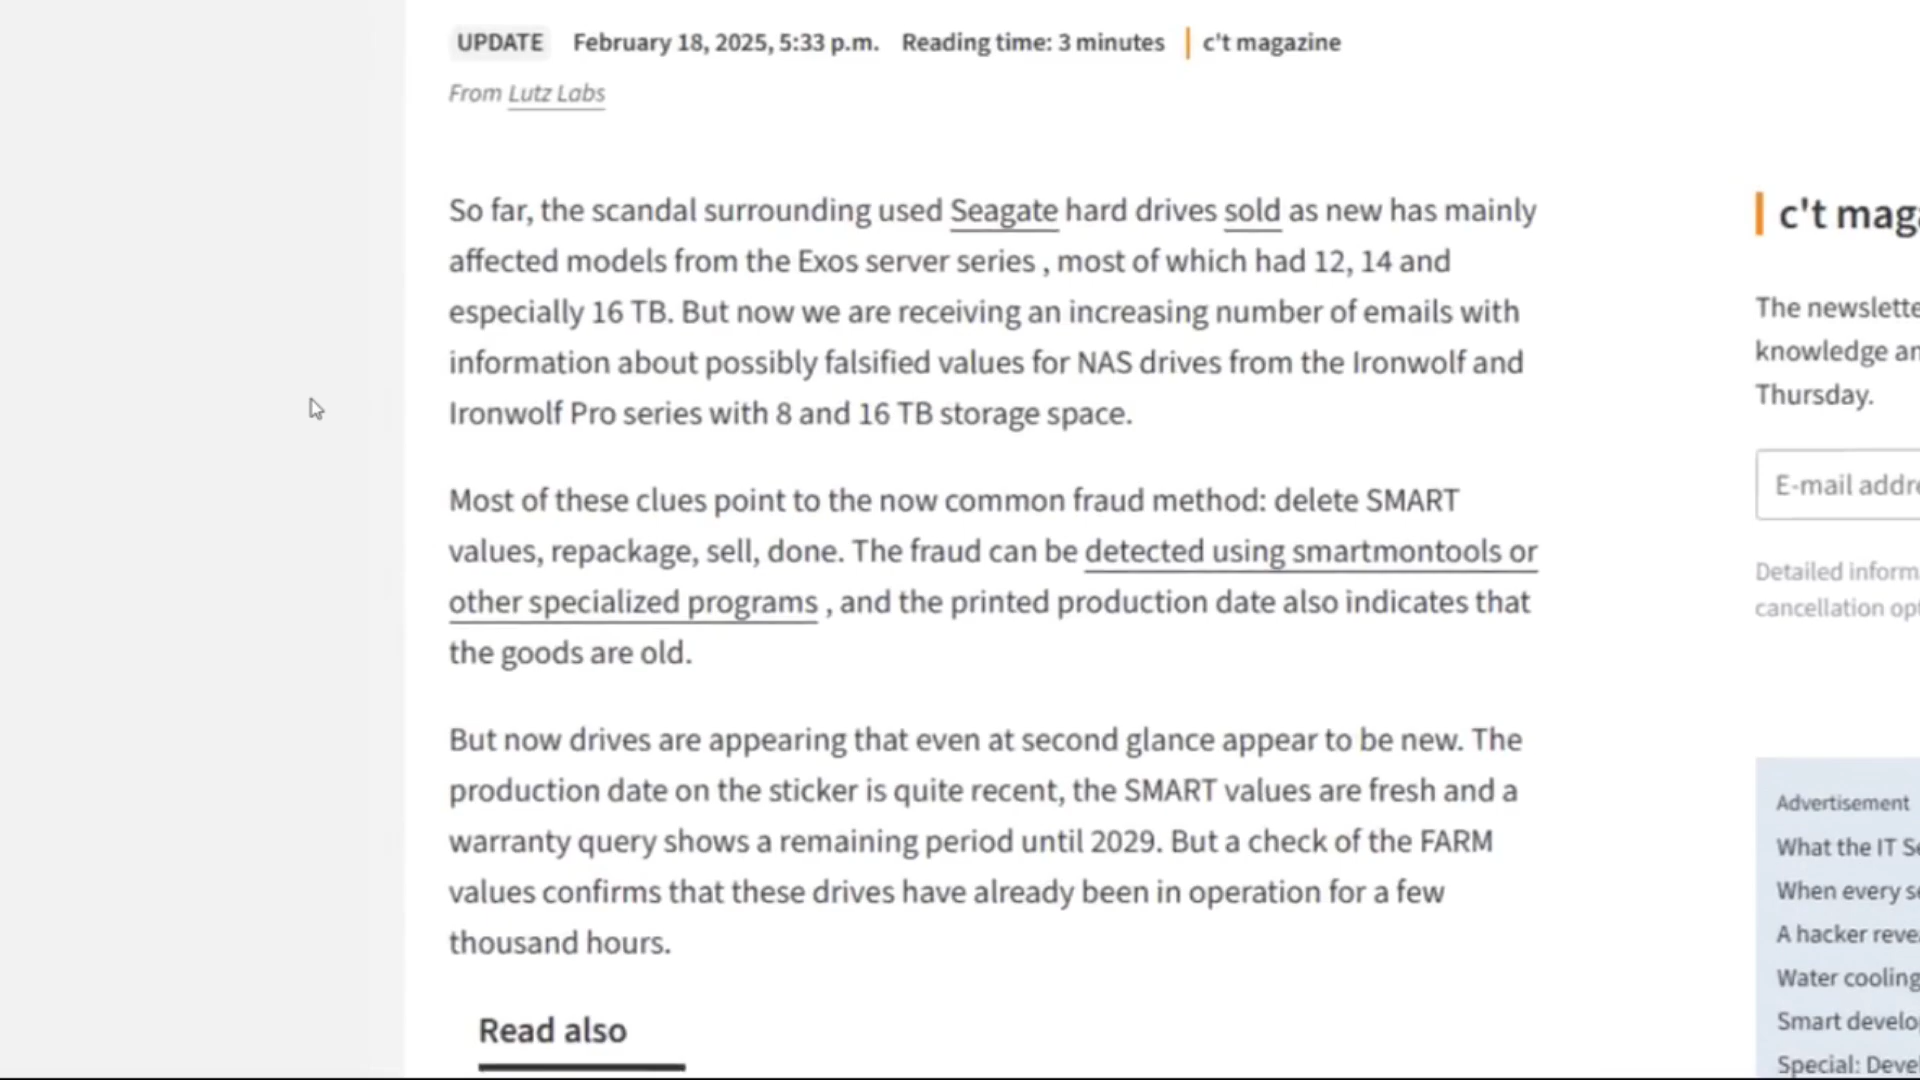 UPDATE February 18, 2025, 5:33 p.m. Reading time: 3 minutes c't magazine
From Lutz Labs
So far, the scandal surrounding used Seagate hard drives sold as new has mainly
affected models from the Exos server series , most of which had 12, 14 and
especially 16 TB. But now we are receiving an increasing number of emails with
information about possibly falsified values for NAS drives from the Ironwolf and
Ironwolf Pro series with 8 and 16 TB storage space.
Most of these clues point to the now common fraud method: delete SMART
values, repackage, sell, done. The fraud can be detected using smartmontools or
other specialized programs , and the printed production date also indicates that
the goods are old.
But now drives are appearing that even at second glance appear to be new. The
production date on the sticker is quite recent, the SMART values are fresh and a
warranty query shows a remaining period until 2029. But a check of the FARM
values confirms that these drives have already been in operation for a few
thousand hours.
Read also
c't mag
The newslette
knowledge an
Thursday.
E-mail addre
Detailed inform
cancellation opt
Advertisement
What the IT Se
When every se
A hacker reve
Water cooling
Smart develo
Special: Deve